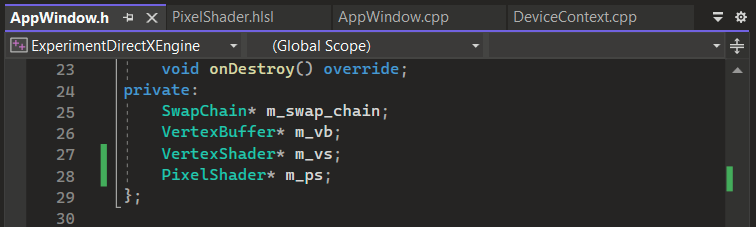 AppWindow.h PixelShader.hlsl AppWindow.cpp DeviceContext.cpp
ExperimentDirectXEngine (Global Scope)
23 void onDestroy() override;
24 private:
25 SwapChain* m_swap_chain;
26 VertexBuffer* m_vb;
27 VertexShader* m_vs;
28 PixelShader* m_ps;
29 };
30